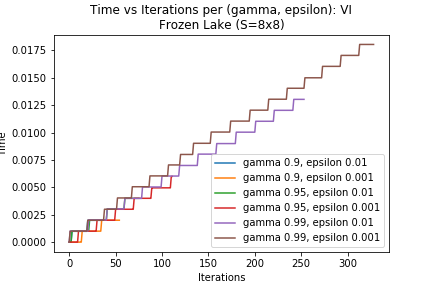 Time vs Iterations per (gamma, epsilon): VI
Frozen Lake (S=8x8)
0.0175
0.0150
0.0125
0.0100
0.0075
0.0050
0.0025
0.0000
Time
gamma 0.9, epsilon 0.01
gamma 0.9, epsilon 0.001
gamma 0.95, epsilon 0.01
gamma 0.95, epsilon 0.001
gamma 0.99, epsilon 0.01
gamma 0.99, epsilon 0.001
0 50 100 150 200 250 300
Iterations